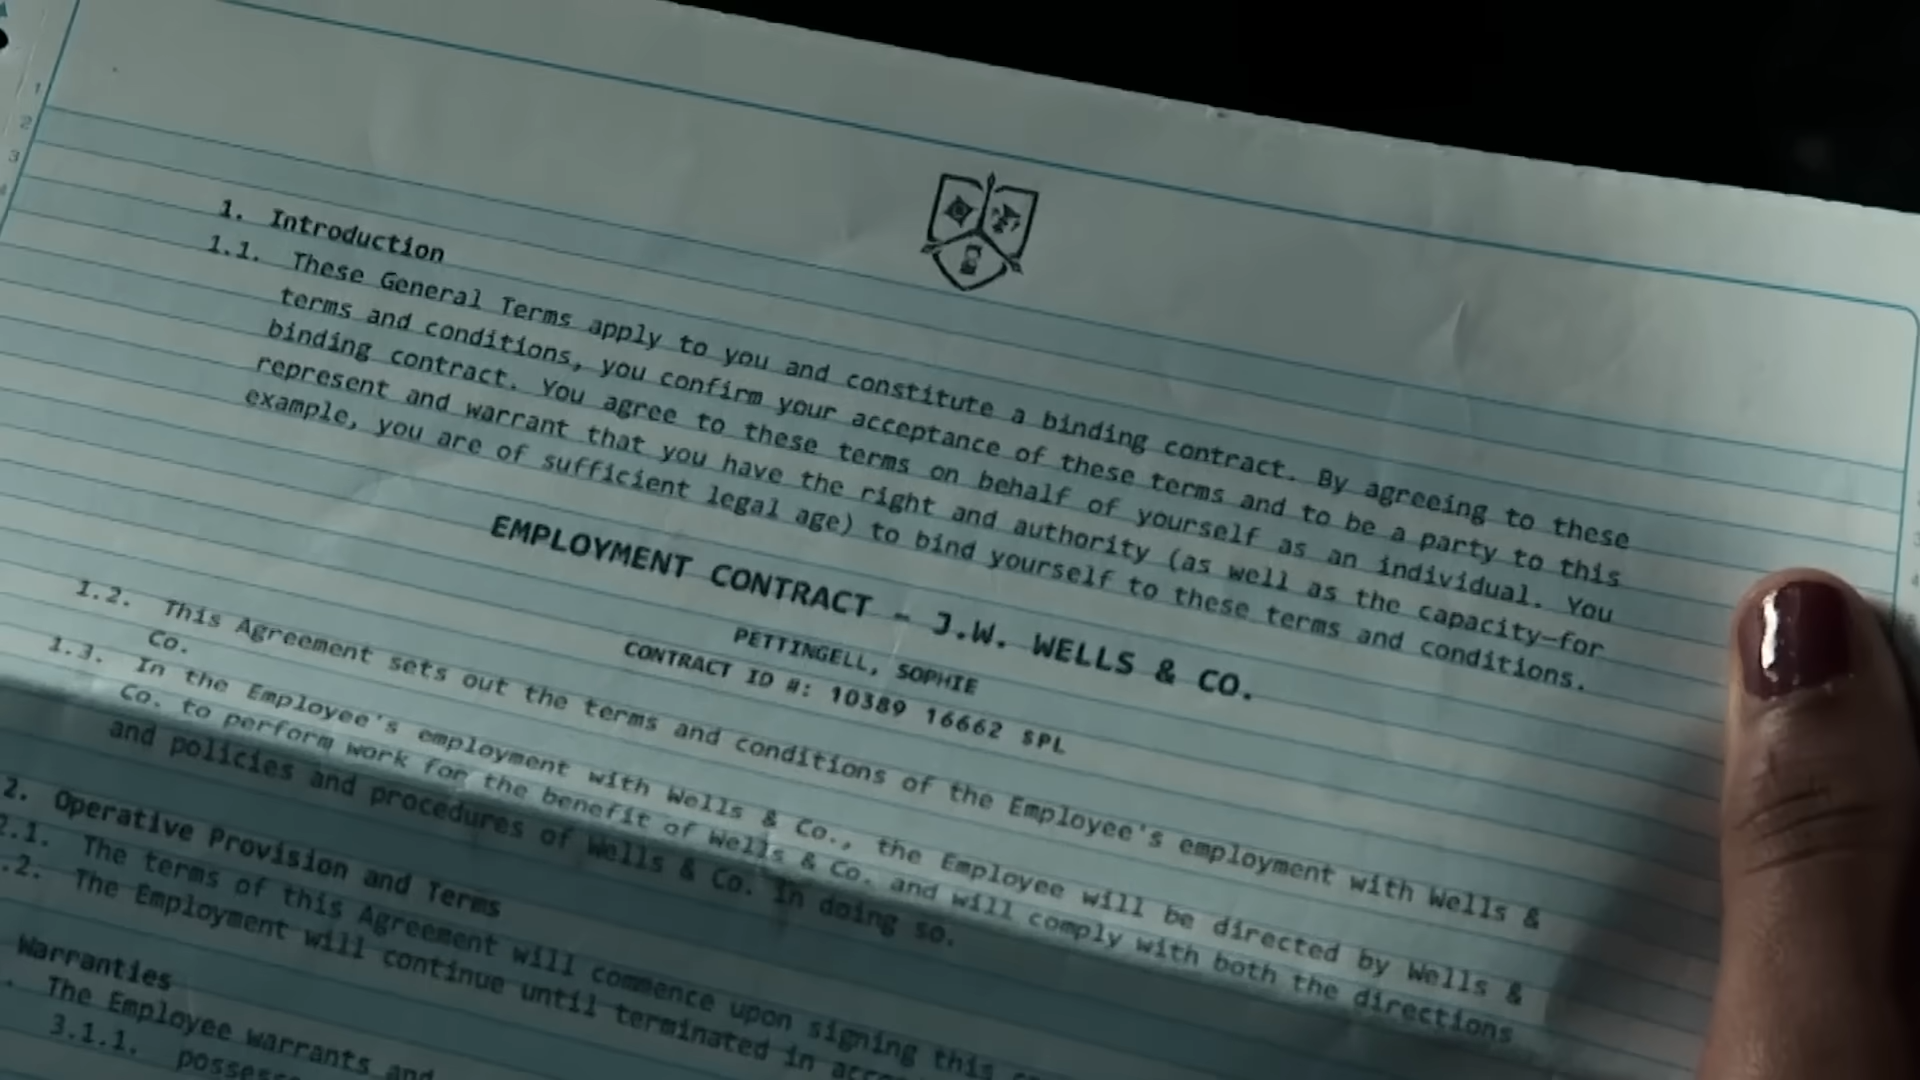 1
2
3
1. Introduction
1.1. These General Terms apply to you and constitute a binding contract. By agreeing to these
terms and conditions, you confirm your acceptance of these terms and to be a party to this
binding contract. You agree to these terms on behalf of yourself as an individual. You
represent and warrant that you have the right and authority (as well as the capacity—for
example, you are of sufficient legal age) to bind yourself to these terms and conditions.
EMPLOYMENT CONTRACT - J.W. WELLS & CO.
PETTINGELL, SOPHIE
CONTRACT ID #: 10389 16662 SPL
1.2. This Agreement sets out the terms and conditions of the Employee's employment with Wells &
Co.
1.3. In the Employee's employment with Wells & Co., the Employee will be directed by Wells &
Co. to perform work for the benefit of Wells & Co. and will comply with both the directions
and policies and procedures of Wells & Co. in doing so.
2. Operative Provision and Terms
2.1. The terms of this Agreement will commence upon signing this
.2. The Employment will continue until terminated in
Warranties
. The Employee warrants and
3.1.1.